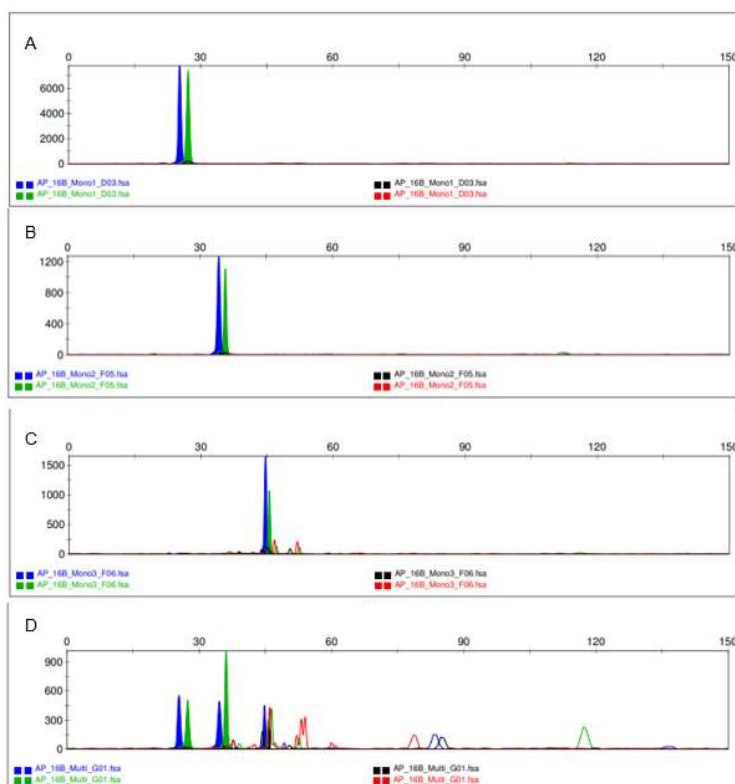 A
0 30 60 90 120 150
6000
4000
2000
0
AP_16B_Mono1_D03.fsa AP_16B_Mono1_D03.fsa
AP_16B_Mono1_D03.fsa AP_16B_Mono1_D03.fsa
B
0 30 60 90 120 150
1200
800
400
0
AP_16B_Mono2_F05.fsa AP_16B_Mono2_F05.fsa
AP_16B_Mono2_F05.fsa AP_16B_Mono2_F05.fsa
C
0 30 60 90 120 150
1500
1000
500
0
AP_16B_Mono3_F06.fsa AP_16B_Mono3_F06.fsa
AP_16B_Mono3_F06.fsa AP_16B_Mono3_F06.fsa
D
0 30 60 90 120 150
900
600
300
0
AP_16B_Multi_G01.fsa AP_16B_Multi_G01.fsa
AP_16B_Multi_G01.fsa AP_16B_Multi_G01.fsa